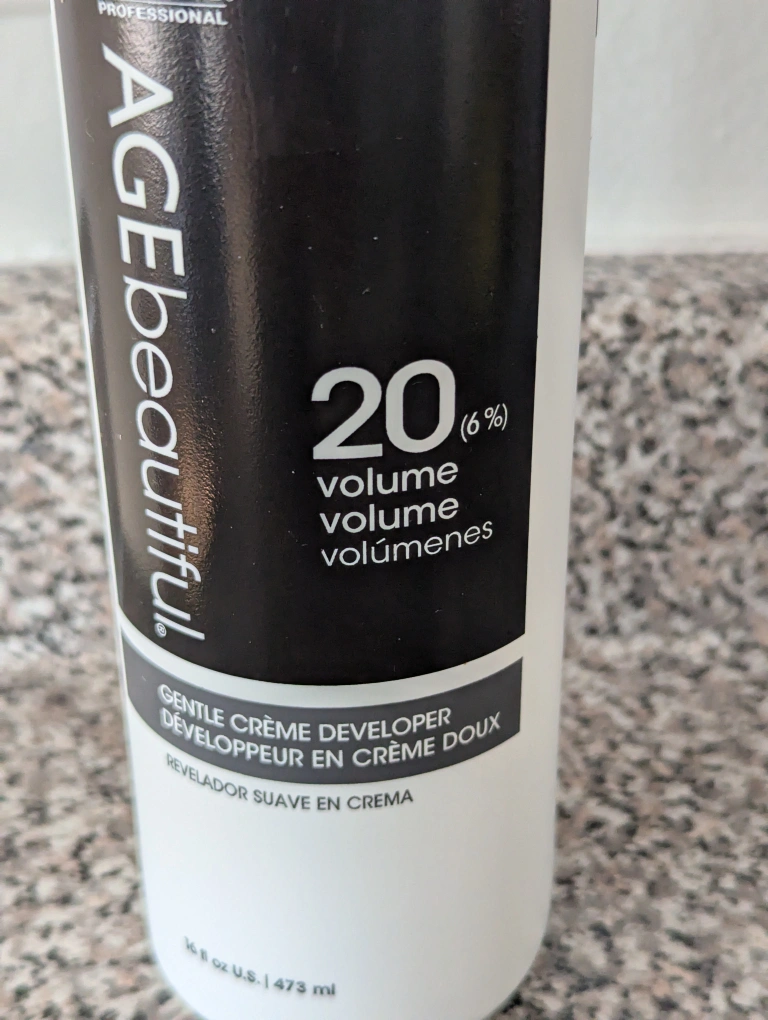 PROFESSIONAL
AGEbeautiful®
20 (6%)
volume
volume
volúmenes
GENTLE CRÈME DEVELOPER
DÉVELOPPEUR EN CRÈME DOUX
REVELADOR SUAVE EN CREMA
16 fl oz U.S. | 473 ml